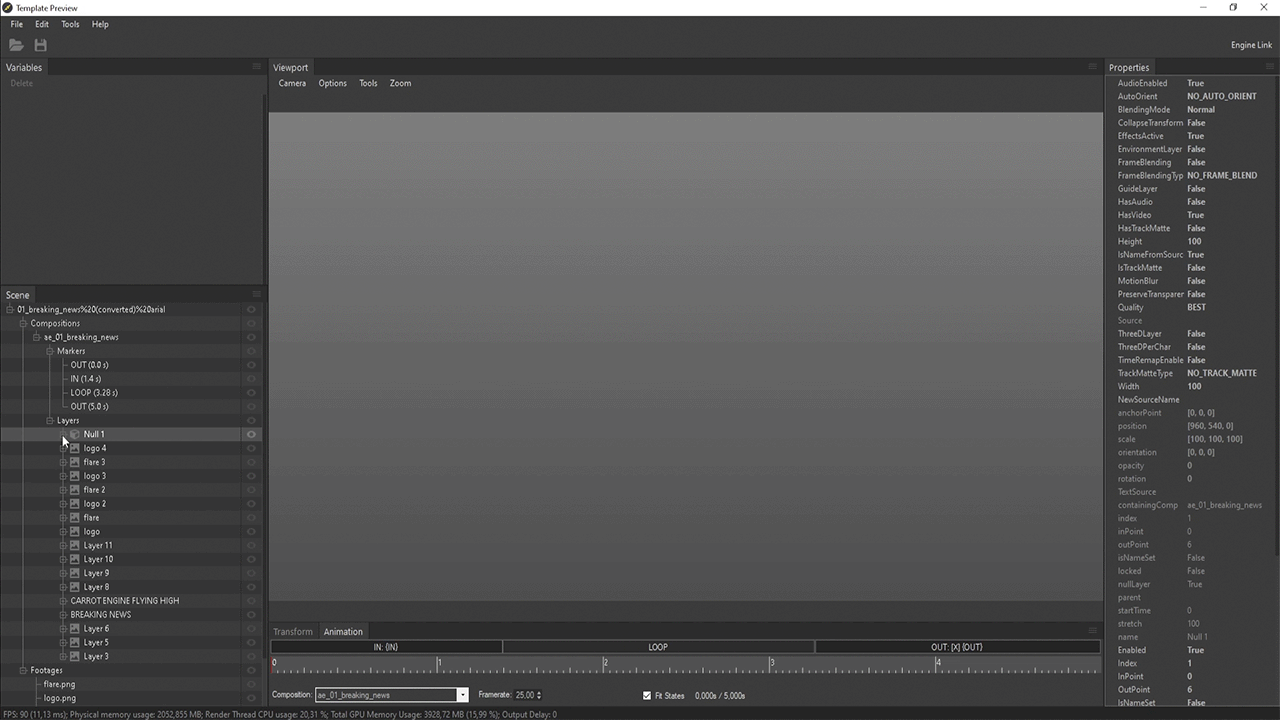 Template Preview
File Edit Tools Help
Engine Link
Variables
Delete
Viewport
Camera Options Tools Zoom
Properties
AudioEnabled True
AutoOrient NO_AUTO_ORIENT
BlendingMode Normal
CollapseTransform False
EffectsActive True
EnvironmentLayer False
FrameBlending False
FrameBlendingTyp NO_FRAME_BLEND
GuideLayer False
HasAudio False
HasVideo True
HasTrackMatte False
Height 100
IsNameFromSourc True
IsTrackMatte False
MotionBlur False
PreserveTransparer False
Quality BEST
Source
ThreeDLayer False
ThreeDPerChar False
TimeRemapEnable False
TrackMatteType NO_TRACK_MATTE
Width 100
NewSourceName
anchorPoint [0, 0, 0]
position [960, 540, 0]
scale [100, 100, 100]
orientation [0, 0, 0]
opacity 0
rotation 0
TextSource
containingComp ae_01_breaking_news
index 1
inPoint 0
outPoint 6
isNameSet False
locked False
nullLayer True
parent
startTime 0
stretch 100
name Null 1
Enabled True
Index 1
InPoint 0
OutPoint 6
IsNameSet False
Scene
01_breaking_news%20(converted)%20arial
Compositions
ae_01_breaking_news
Markers
OUT (0.0 s)
IN (1.4 s)
LOOP (3.28 s)
OUT (5.0 s)
Layers
Null 1
logo 4
flare 3
logo 3
flare 2
logo 2
flare
logo
Layer 11
Layer 10
Layer 9
Layer 8
CARROT ENGINE FLYING HIGH
BREAKING NEWS
Layer 6
Layer 5
Layer 3
Footages
flare.png
logo.png
Transform Animation
IN: {IN} LOOP OUT: [X] {OUT}
0 1 2 3 4
Composition: ae_01_breaking_news Framerate: 25,00 Fit States 0,000s / 5,000s
FPS: 90 (11,13 ms); Physical memory usage: 2052,855 MB; Render Thread CPU usage: 20,31 %; Total GPU Memory Usage: 3928,72 MB (15,99 %); Output Delay: 0